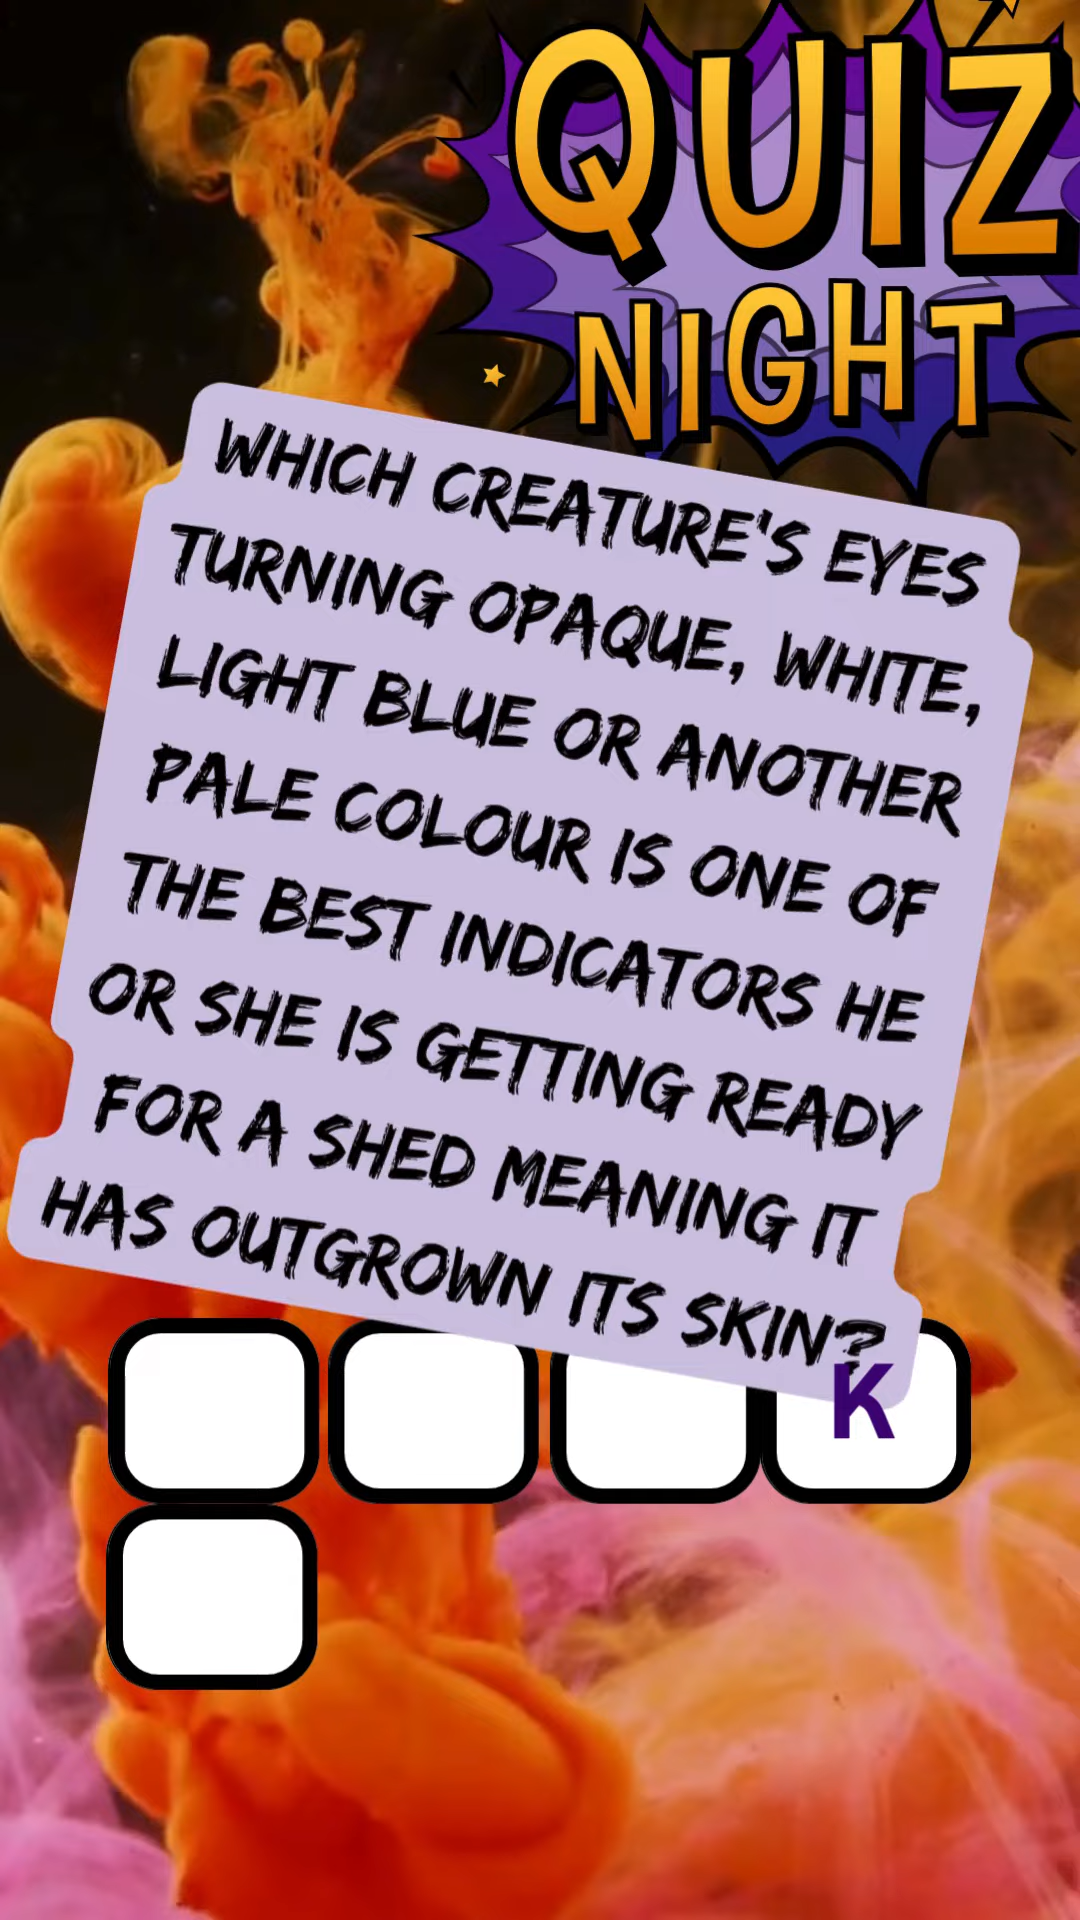 QUIZ
NIGHT
WHICH CREATURE'S EYES
TURNING OPAQUE, WHITE,
LIGHT BLUE OR ANOTHER
PALE COLOUR IS ONE OF
THE BEST INDICATORS HE
OR SHE IS GETTING READY
FOR A SHED MEANING IT
HAS OUTGROWN ITS SKIN?
K